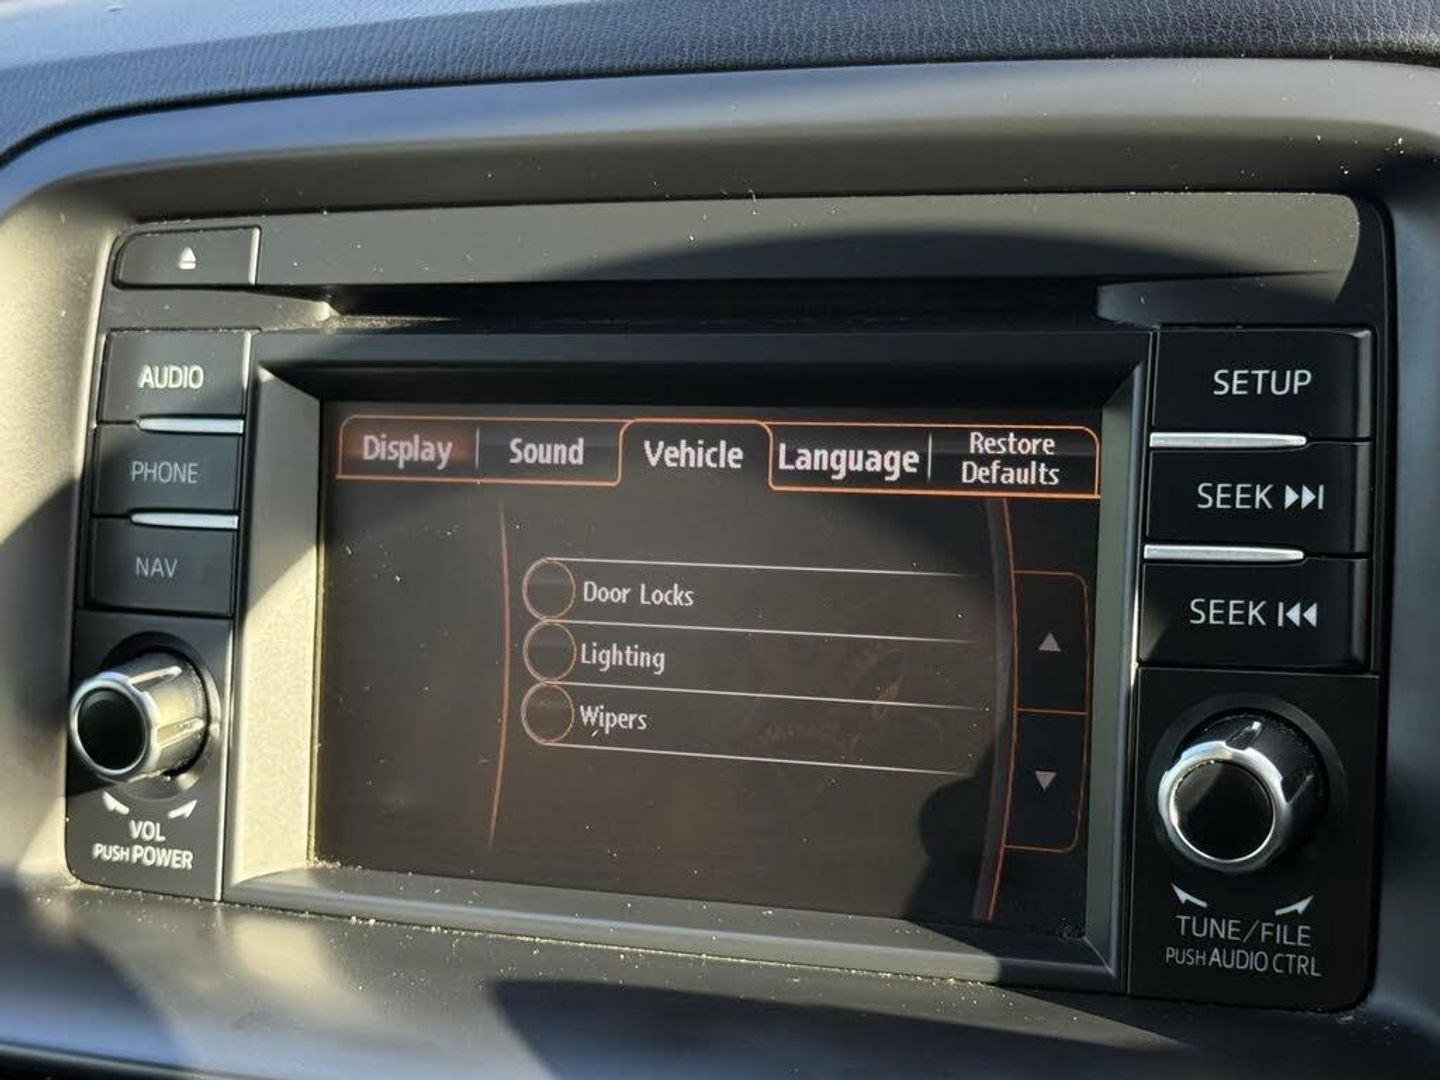 AUDIO
PHONE
NAV
VOL
PUSH POWER
Display
Sound
Vehicle
Language
Restore
Defaults
Door Locks
Lighting
Wipers
SETUP
SEEK
SEEK
TUNE/FILE
PUSH AUDIO CTRL